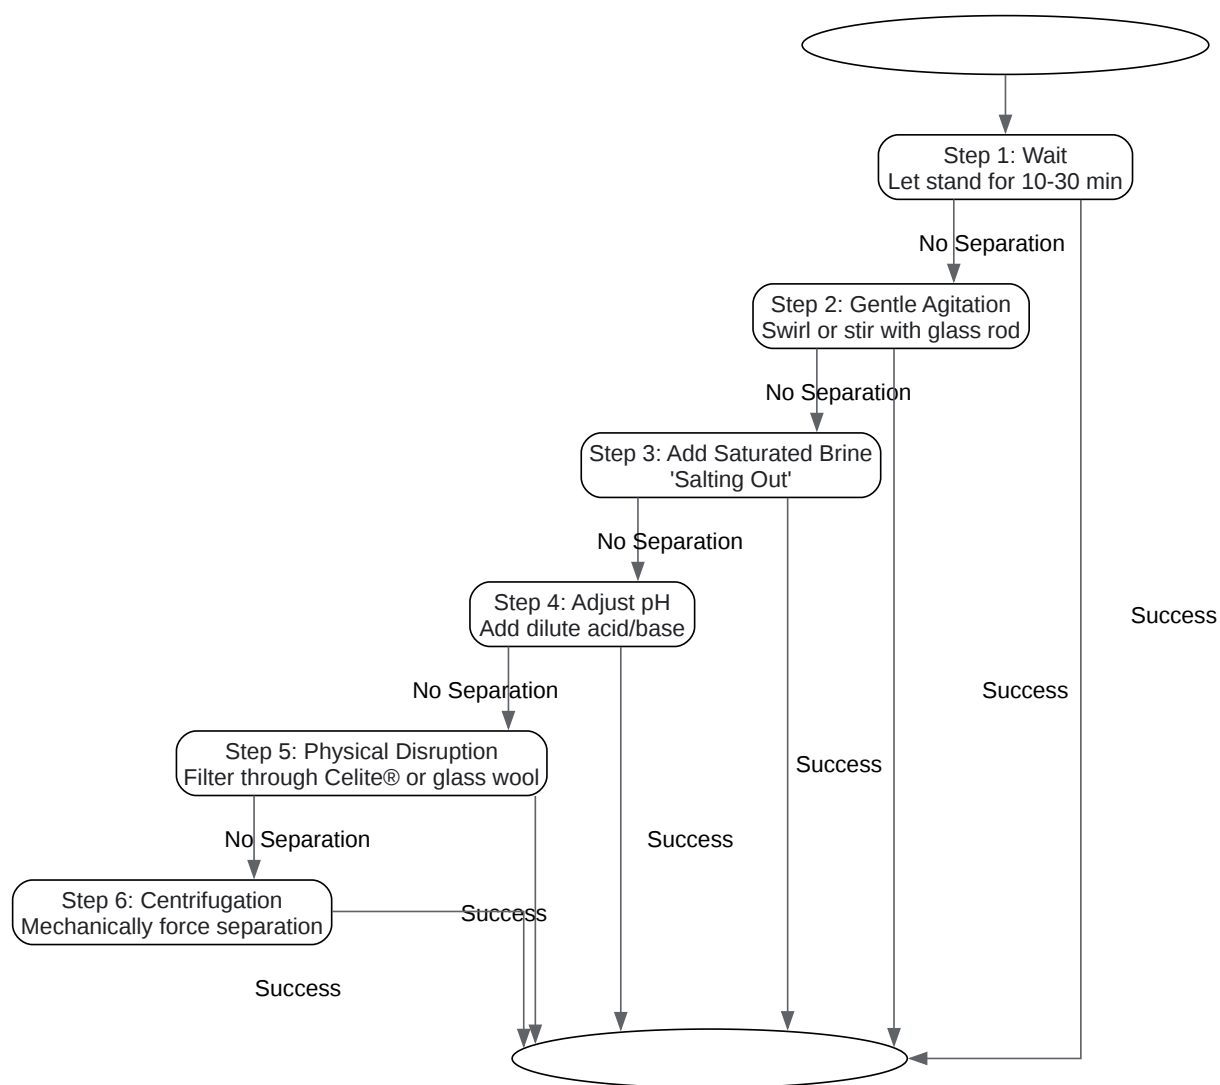 Step 1: Wait
Let stand for 10-30 min
No Separation
Step 2: Gentle Agitation
Swirl or stir with glass rod
No Separation
Step 3: Add Saturated Brine
'Salting Out'
No Separation
Step 4: Adjust pH
Add dilute acid/base
Success
No Separation
Success
Step 5: Physical Disruption
Filter through Celite® or glass wool
Success
No Separation
Success
Step 6: Centrifugation
Mechanically force separation
Success
Success